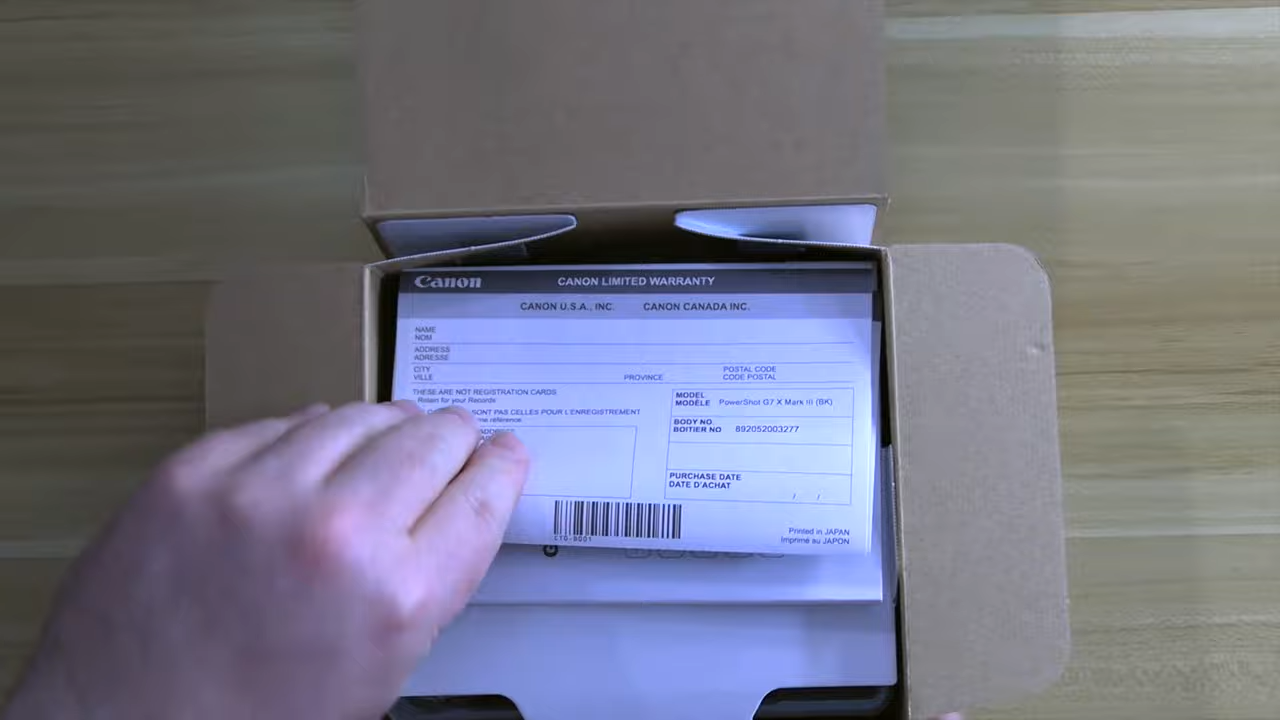 Canon CANON LIMITED WARRANTY
CANON U.S.A., INC. CANON CANADA INC.
NAME
NOM
ADDRESS
ADRESSE
CITY
VILLE
PROVINCE
POSTAL CODE
CODE POSTAL
THESE ARE NOT REGISTRATION CARDS
Retain for your Records
SONT PAS CELLES POUR L'ENREGISTREMENT
référence.
MODEL
MODÈLE PowerShot G7 X Mark III (BK)
BODY NO.
BOITIER NO 892052003277
PURCHASE DATE
DATE D'ACHAT
/ /
Printed in JAPAN
Imprimé au JAPON